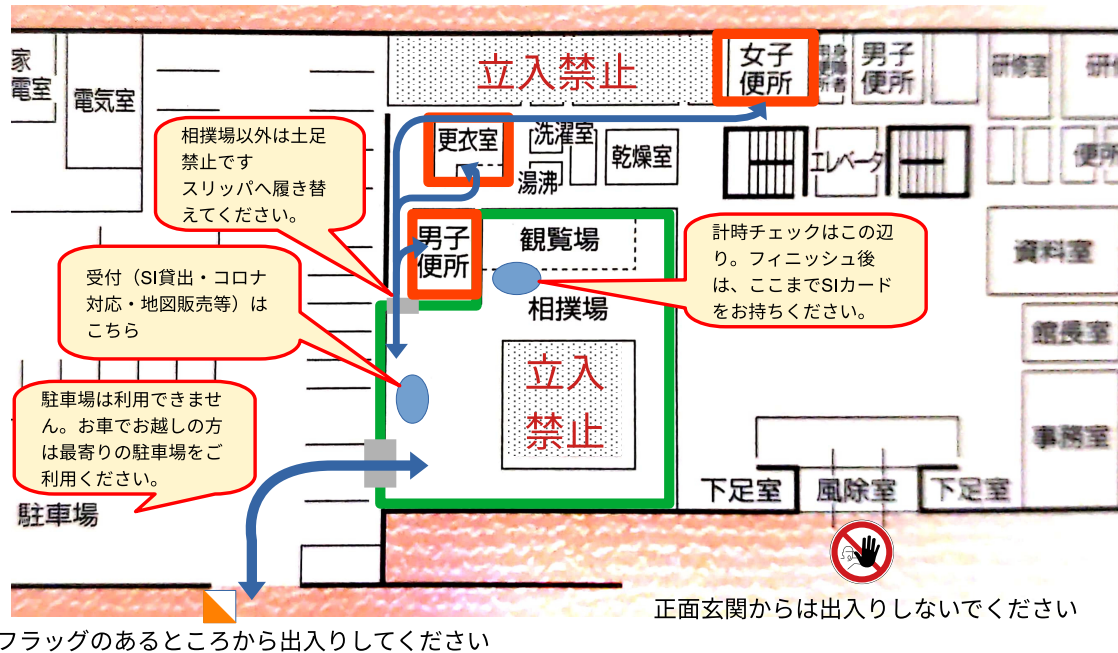 家
電室
電気室
立入禁止
女子
便所
身障者
用便所
男子
便所
研修室
研修
相撲場以外は土足
禁止です
スリッパへ履き替
えてください。
更衣室
洗濯室
乾燥室
湯沸
エレベータ
便所
男子
便所
観覧場
相撲場
計時チェックはこの辺
り。フィニッシュ後
は、ここまでSIカード
をお持ちください。
資料室
館長室
事務室
受付（SI貸出・コロナ
対応・地図販売等）は
こちら
立入
禁止
駐車場は利用できませ
ん。お車でお越しの方
は最寄りの駐車場をご
利用ください。
駐車場
下足室
風除室
下足室
正面玄関からは出入りしないでください
フラッグのあるところから出入りしてください